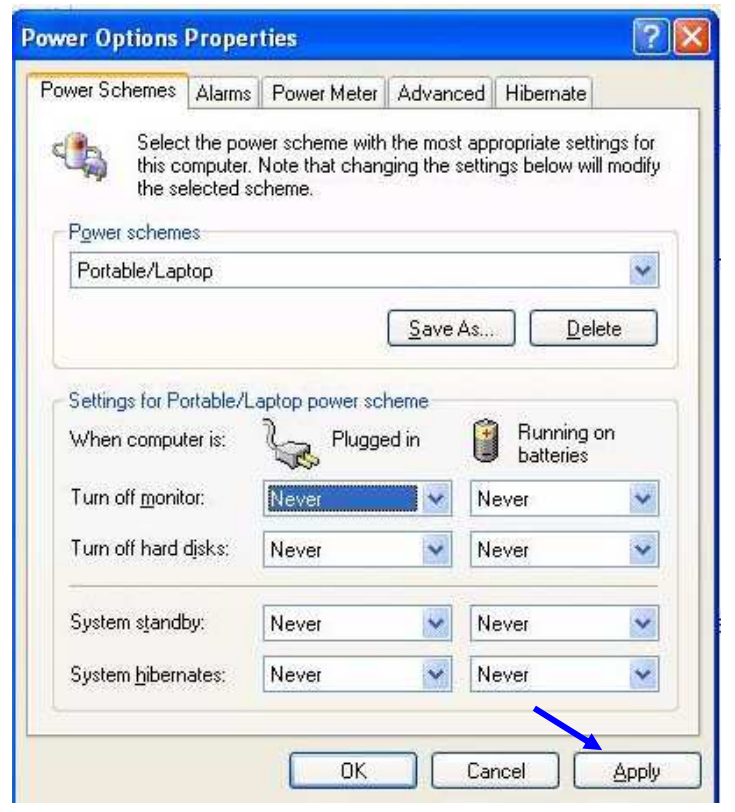 Power Options Properties
Power Schemes Alarms Power Meter Advanced Hibernate
Select the power scheme with the most appropriate settings for
this computer. Note that changing the settings below will modify
the selected scheme.
Power schemes
Portable/Laptop
Save As... Delete
Settings for Portable/Laptop power scheme
When computer is: Plugged in Running on
batteries
Turn off monitor: Never Never
Turn off hard disks: Never Never
System standby: Never Never
System hibernates: Never Never
OK Cancel Apply